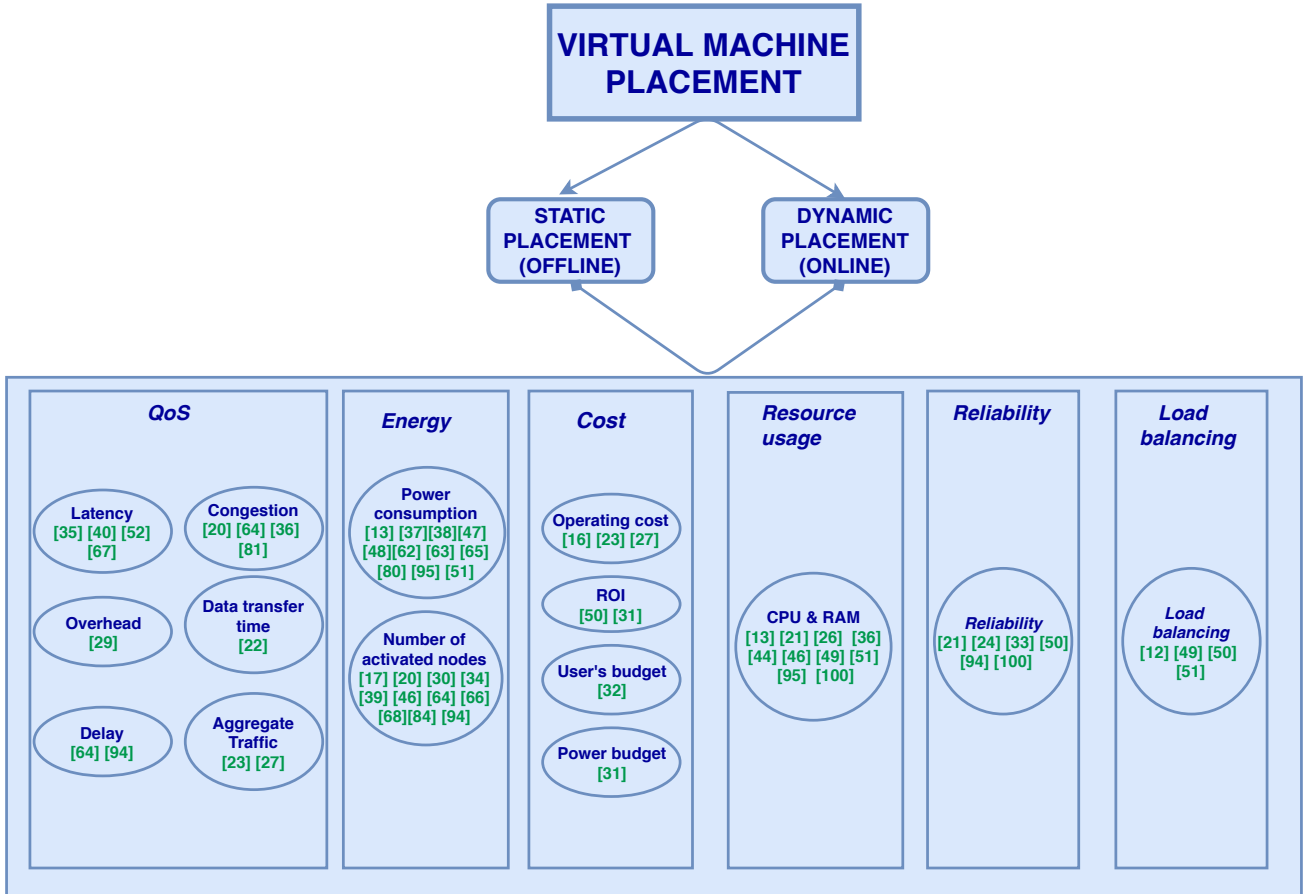 VIRTUAL MACHINE
PLACEMENT
STATIC
PLACEMENT
(OFFLINE)
DYNAMIC
PLACEMENT
(ONLINE)
QoS
Latency
[35] [40] [52]
[67]
Congestion
[20] [64] [36]
[81]
Overhead
[29]
Data transfer
time
[22]
Delay
[64] [94]
Aggregate
Traffic
[23] [27]
Energy
Power
consumption
[13] [37][38][47]
[48][62] [63] [65]
[80] [95] [51]
Number of
activated nodes
[17] [20] [30] [34]
[39] [46] [64] [66]
[68][84] [94]
Cost
Operating cost
[16] [23] [27]
ROI
[50] [31]
User's budget
[32]
Power budget
[31]
Resource
usage
CPU & RAM
[13] [21] [26] [36]
[44] [46] [49] [51]
[95] [100]
Reliability
Reliability
[21] [24] [33] [50]
[94] [100]
Load
balancing
Load
balancing
[12] [49] [50]
[51]